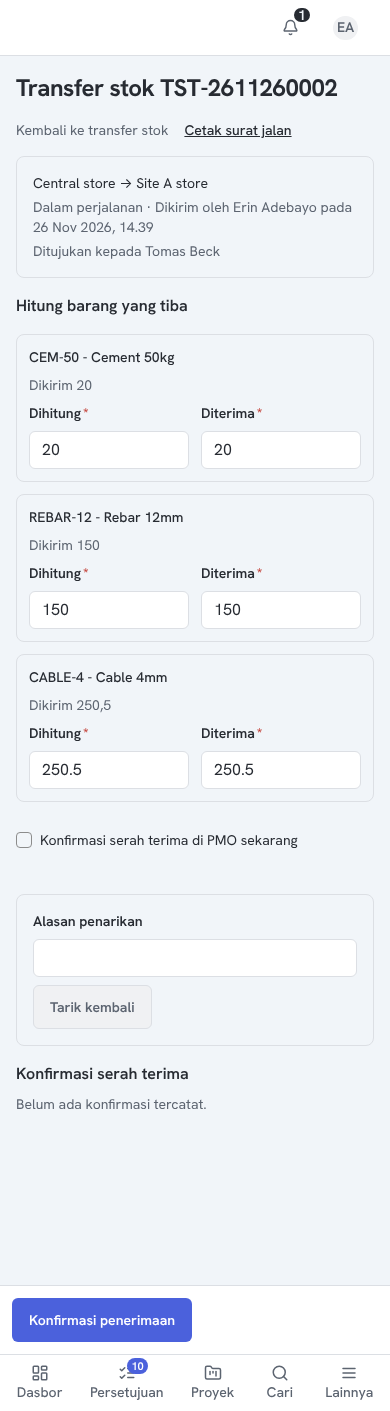 1
EA
Transfer stok TST-2611260002
Kembali ke transfer stok Cetak surat jalan
Central store → Site A store
Dalam perjalanan · Dikirim oleh Erin Adebayo pada
26 Nov 2026, 14.39
Ditujukan kepada Tomas Beck
Hitung barang yang tiba
CEM-50 - Cement 50kg
Dikirim 20
Dihitung* Diterima*
20 20
REBAR-12 - Rebar 12mm
Dikirim 150
Dihitung* Diterima*
150 150
CABLE-4 - Cable 4mm
Dikirim 250,5
Dihitung* Diterima*
250.5 250.5
Konfirmasi serah terima di PMO sekarang
Alasan penarikan
Tarik kembali
Konfirmasi serah terima
Belum ada konfirmasi tercatat.
Konfirmasi penerimaan
10
Dasbor Persetujuan Proyek Cari Lainnya